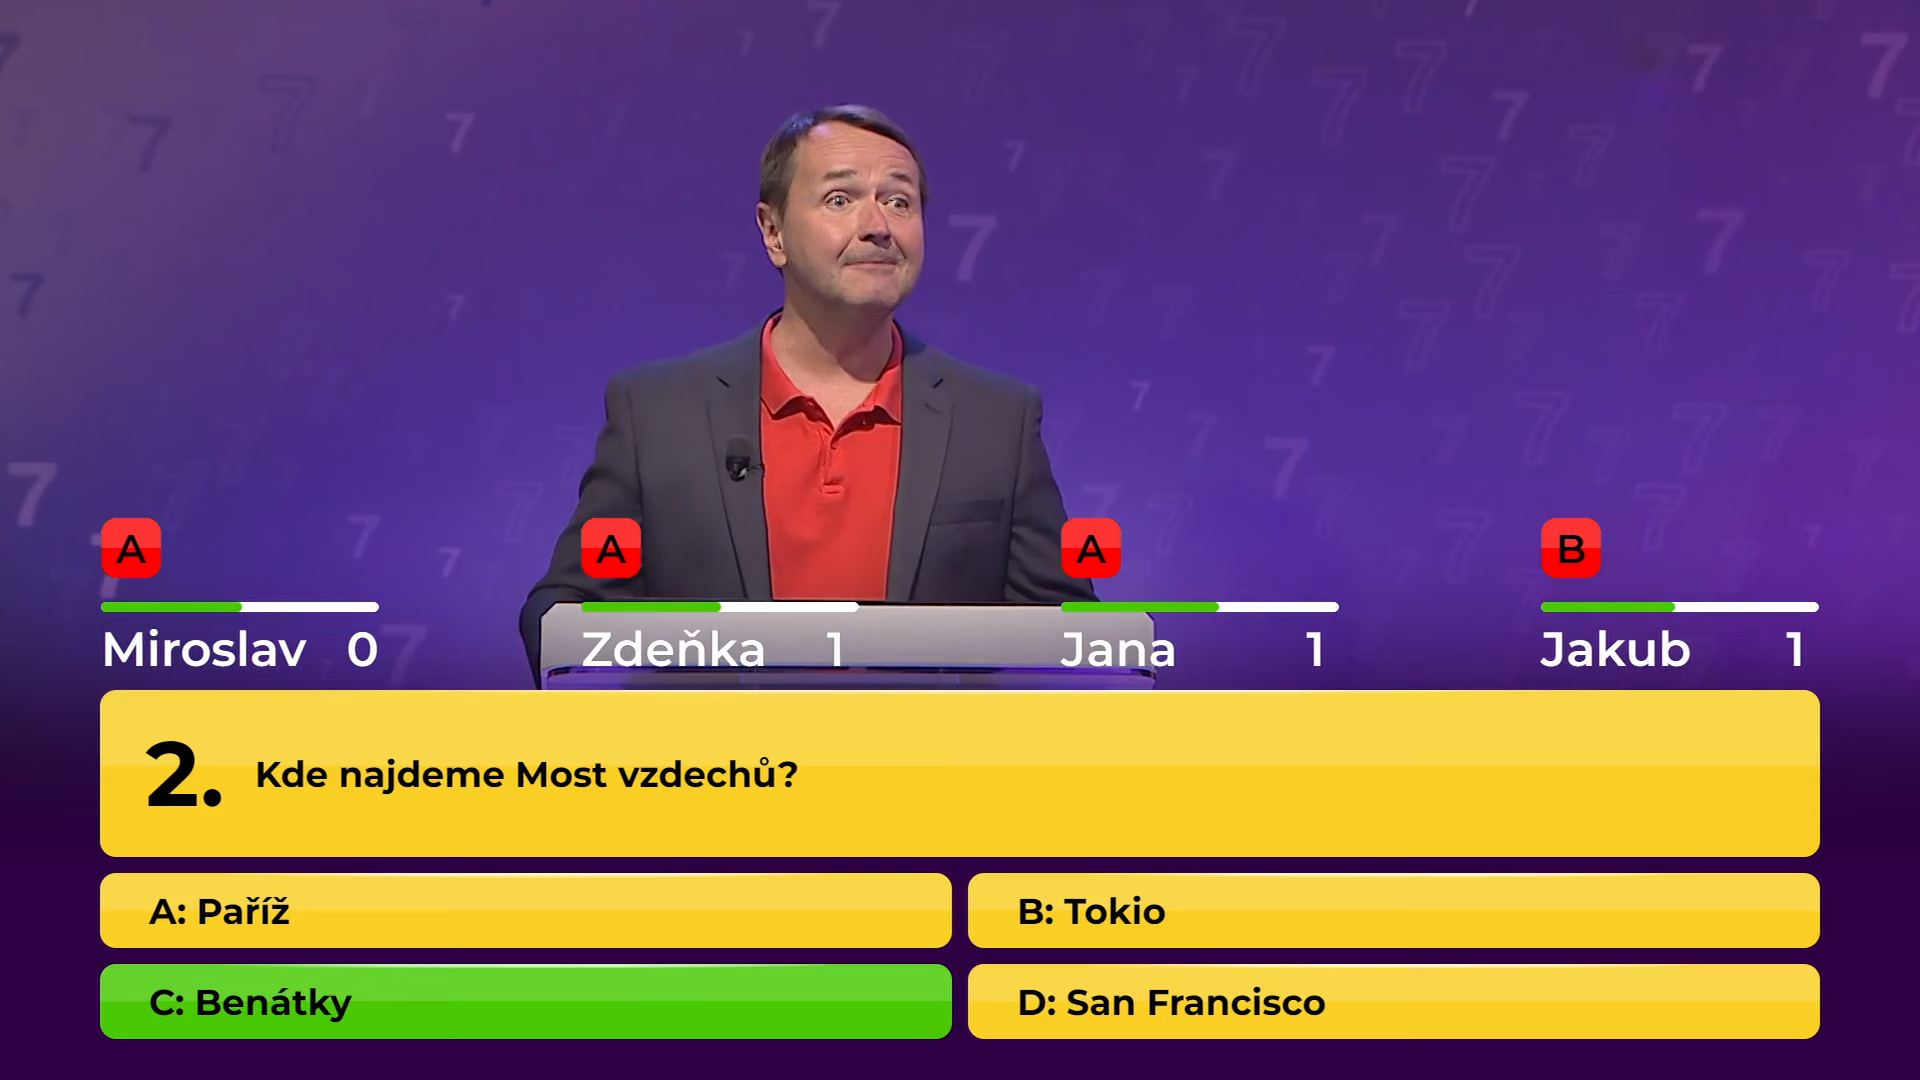 A
A
A
B
Miroslav 0
Zdeňka 1
Jana 1
Jakub 1
2. Kde najdeme Most vzdechů?
A: Paříž
B: Tokio
C: Benátky
D: San Francisco